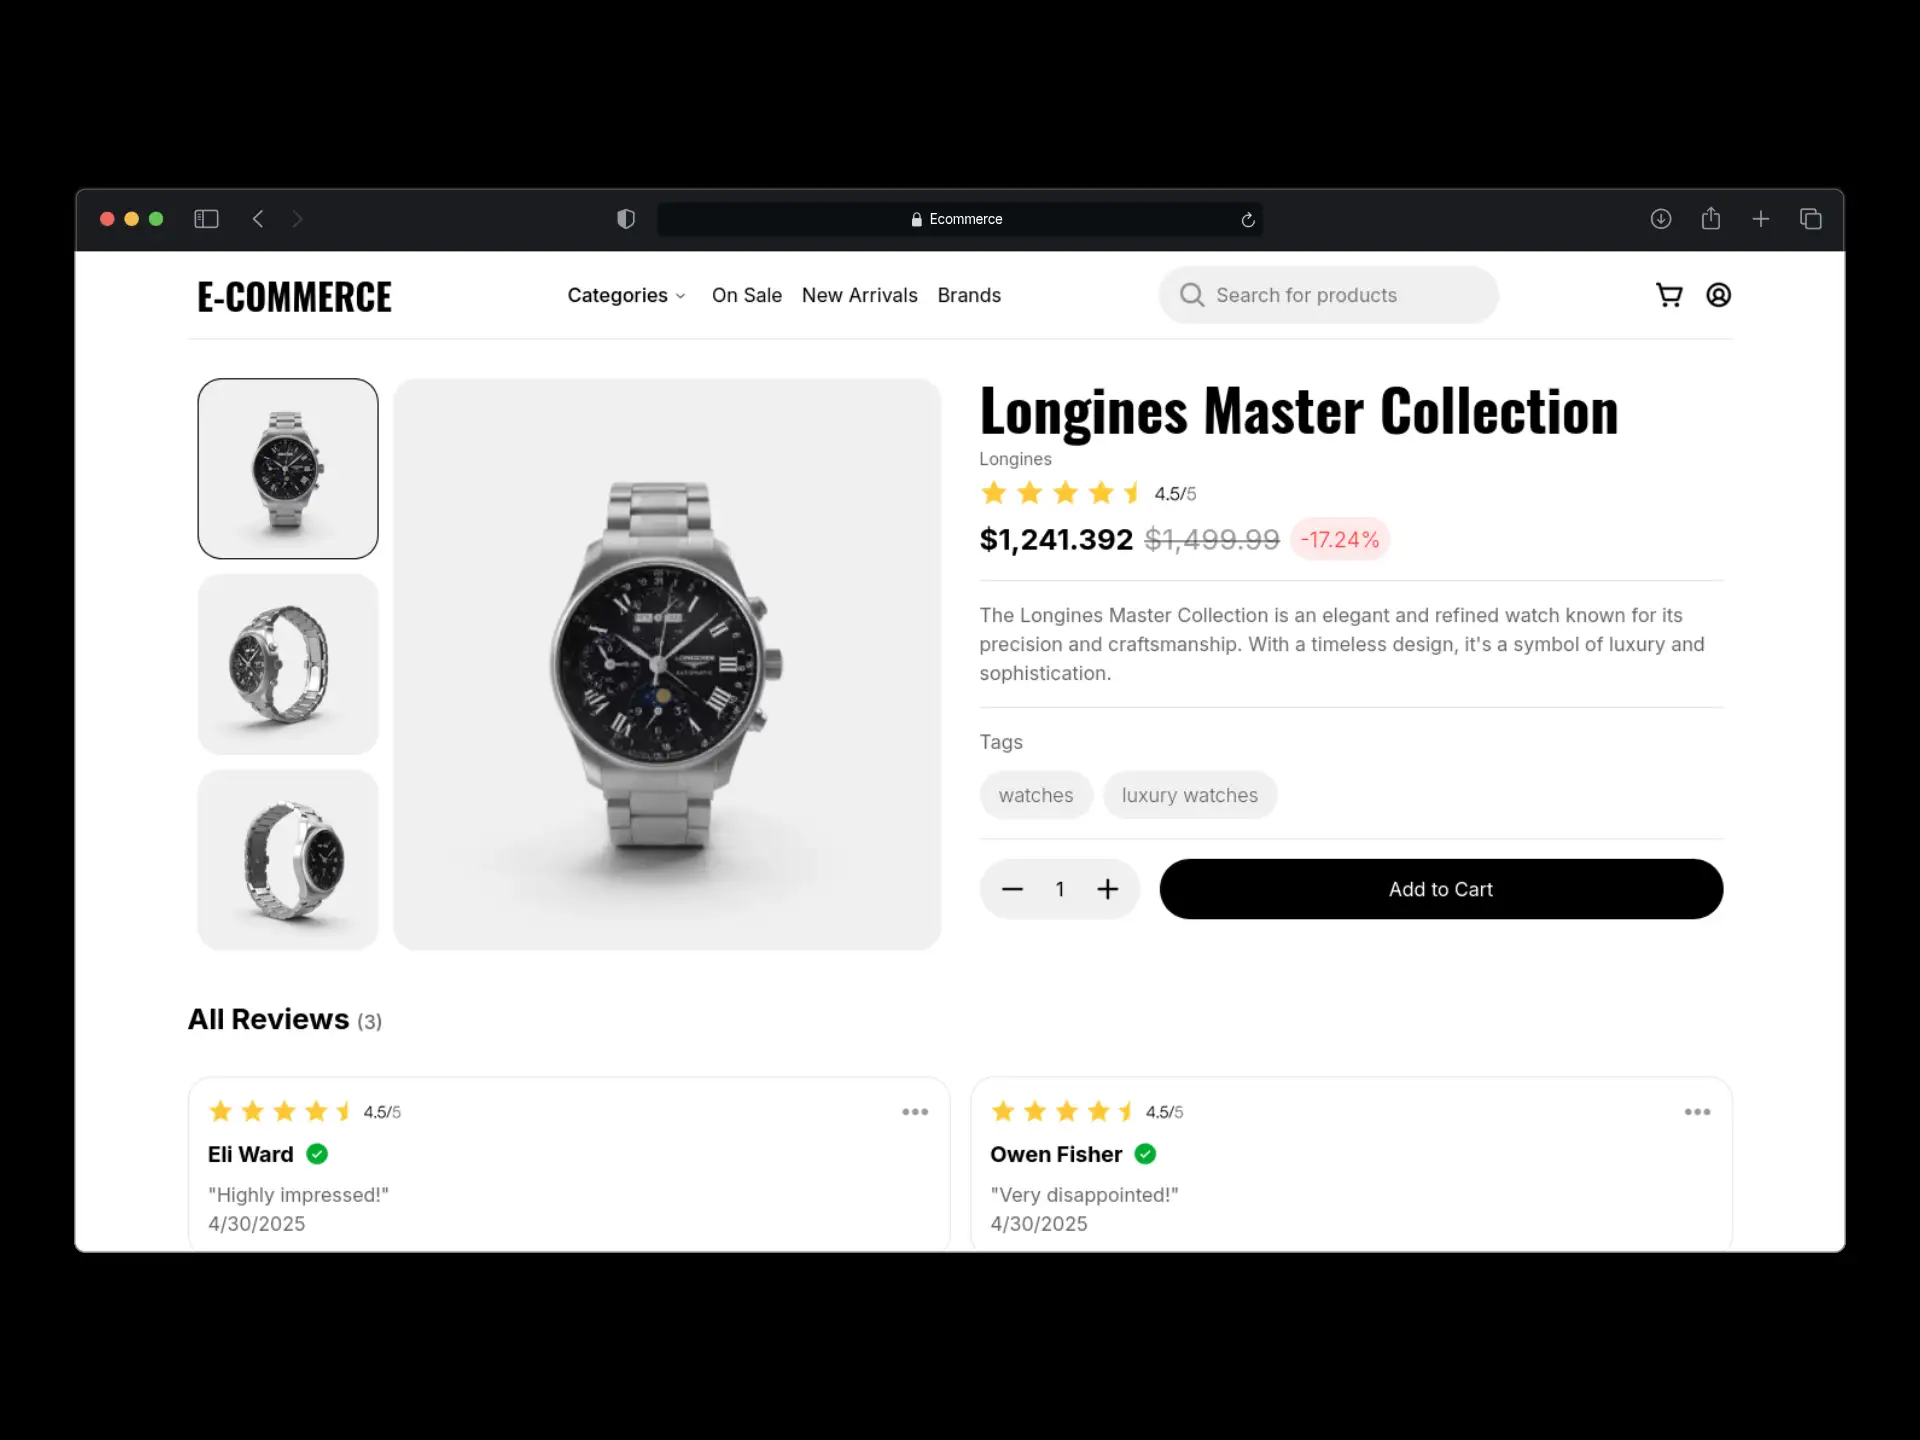 Ecommerce
E-COMMERCE
Categories
On Sale
New Arrivals
Brands
Search for products
Longines Master Collection
Longines
4.5/5
$1,241.392 $1,499.99 -17.24%
The Longines Master Collection is an elegant and refined watch known for its
precision and craftsmanship. With a timeless design, it's a symbol of luxury and
sophistication.
Tags
watches
luxury watches
1
Add to Cart
LONGINES
AUTOMATIC
All Reviews (3)
4.5/5
Eli Ward
"Highly impressed!"
4/30/2025
4.5/5
Owen Fisher
"Very disappointed!"
4/30/2025